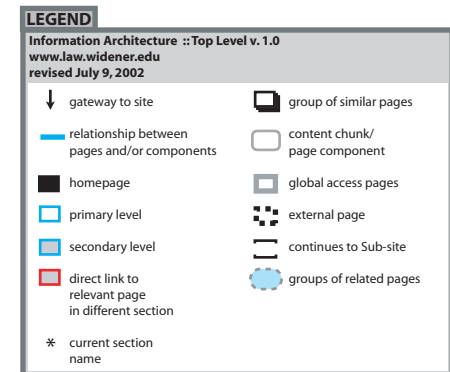 LEGEND
Information Architecture :: Top Level v. 1.0
www.law.widener.edu
revised July 9, 2002
gateway to site
relationship between
pages and/or components
homepage
primary level
secondary level
direct link to
relevant page
in different section
* current section
name
group of similar pages
content chunk/
page component
global access pages
external page
continues to Sub-site
groups of related pages